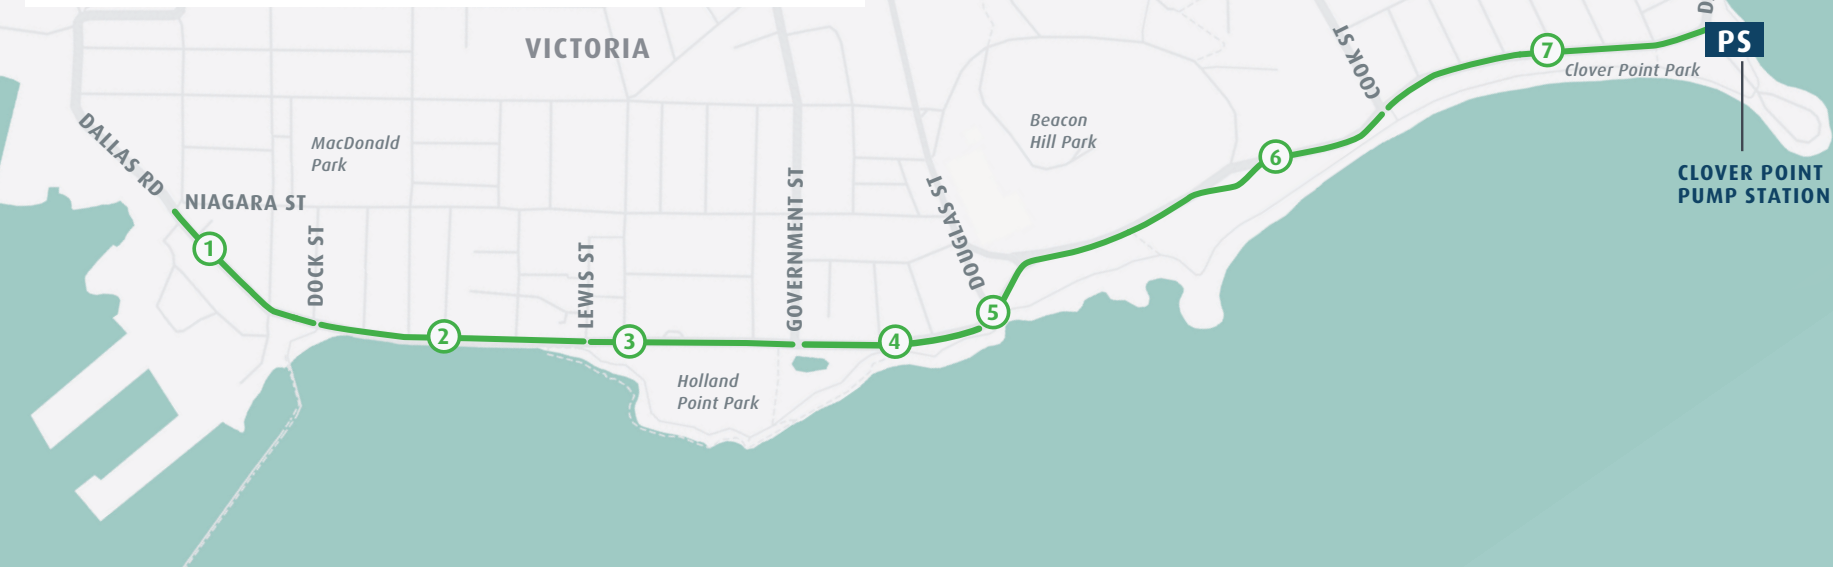 VICTORIA
DALLAS RD
NIAGARA ST
MacDonald
Park
DOCK ST
LEWIS ST
GOVERNMENT ST
DOUGLAS ST
Beacon
Hill Park
COOK ST
Clover Point Park
PS
CLOVER POINT
PUMP STATION
Holland
Point Park
1
2
3
4
5
6
7